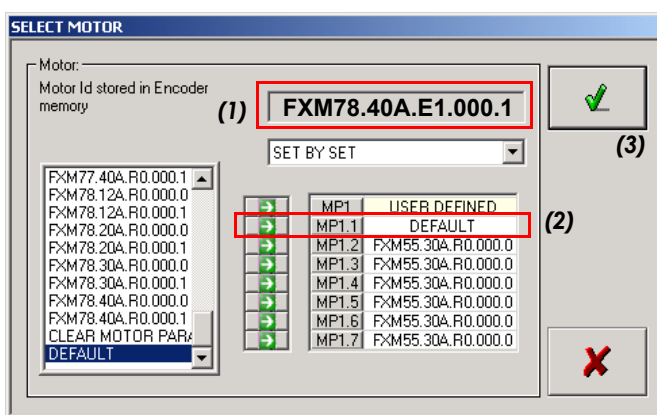 SELECT MOTOR
Motor:
Motor Id stored in Encoder
memory
(1)
FXM78.40A.E1.000.1
(3)
SET BY SET
FXM77.40A.R0.000.1
FXM78.12A.R0.000.0
FXM78.12A.R0.000.1
FXM78.20A.R0.000.0
FXM78.20A.R0.000.1
FXM78.30A.R0.000.0
FXM78.30A.R0.000.1
FXM78.40A.R0.000.0
FXM78.40A.R0.000.1
CLEAR MOTOR PARA
DEFAULT
MP1 USER DEFINED
MP1.1 DEFAULT
(2)
MP1.2 FXM55.30A.R0.000.0
MP1.3 FXM55.30A.R0.000.0
MP1.4 FXM55.30A.R0.000.0
MP1.5 FXM55.30A.R0.000.0
MP1.6 FXM55.30A.R0.000.0
MP1.7 FXM55.30A.R0.000.0